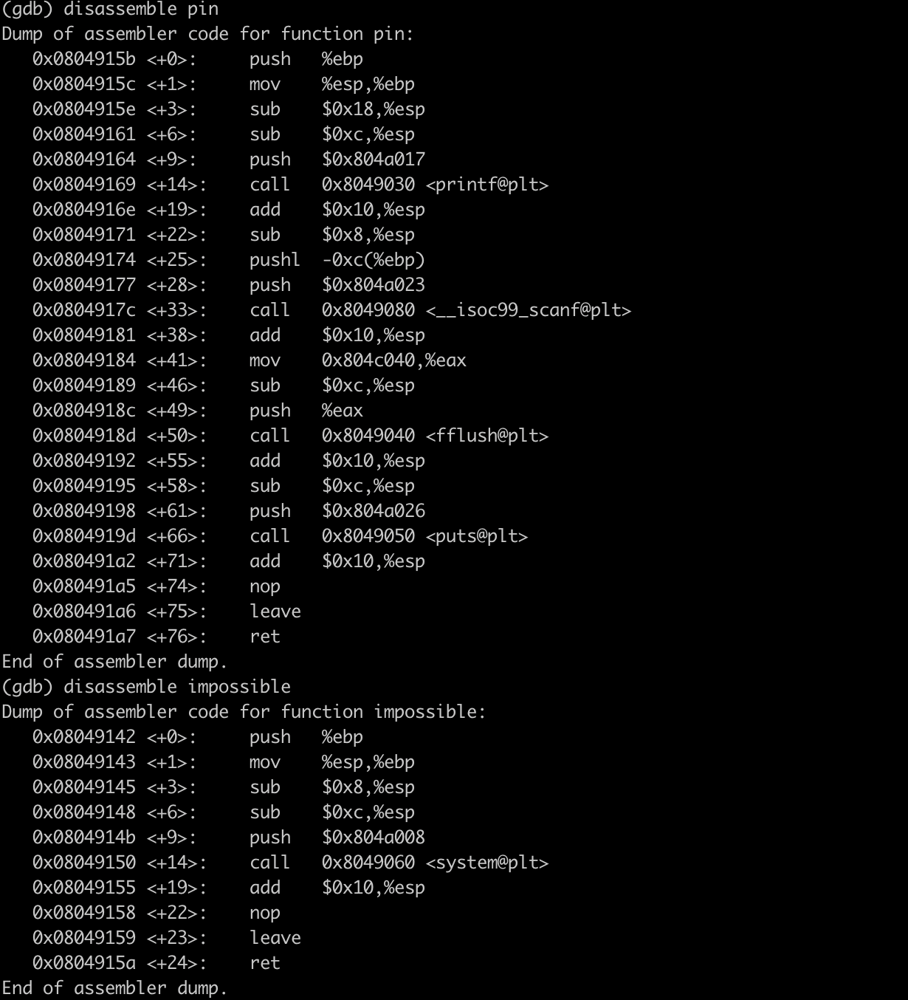 (gdb) disassemble pin
Dump of assembler code for function pin:
   0x0804915b <+0>:     push   %ebp
   0x0804915c <+1>:     mov    %esp,%ebp
   0x0804915e <+3>:     sub    $0x18,%esp
   0x08049161 <+6>:     sub    $0xc,%esp
   0x08049164 <+9>:     push   $0x804a017
   0x08049169 <+14>:    call   0x8049030 <printf@plt>
   0x0804916e <+19>:    add    $0x10,%esp
   0x08049171 <+22>:    sub    $0x8,%esp
   0x08049174 <+25>:    pushl  -0xc(%ebp)
   0x08049177 <+28>:    push   $0x804a023
   0x0804917c <+33>:    call   0x8049080 <__isoc99_scanf@plt>
   0x08049181 <+38>:    add    $0x10,%esp
   0x08049184 <+41>:    mov    0x804c040,%eax
   0x08049189 <+46>:    sub    $0xc,%esp
   0x0804918c <+49>:    push   %eax
   0x0804918d <+50>:    call   0x8049040 <fflush@plt>
   0x08049192 <+55>:    add    $0x10,%esp
   0x08049195 <+58>:    sub    $0xc,%esp
   0x08049198 <+61>:    push   $0x804a026
   0x0804919d <+66>:    call   0x8049050 <puts@plt>
   0x080491a2 <+71>:    add    $0x10,%esp
   0x080491a5 <+74>:    nop
   0x080491a6 <+75>:    leave
   0x080491a7 <+76>:    ret
End of assembler dump.
(gdb) disassemble impossible
Dump of assembler code for function impossible:
   0x08049142 <+0>:     push   %ebp
   0x08049143 <+1>:     mov    %esp,%ebp
   0x08049145 <+3>:     sub    $0x8,%esp
   0x08049148 <+6>:     sub    $0xc,%esp
   0x0804914b <+9>:     push   $0x804a008
   0x08049150 <+14>:    call   0x8049060 <system@plt>
   0x08049155 <+19>:    add    $0x10,%esp
   0x08049158 <+22>:    nop
   0x08049159 <+23>:    leave
   0x0804915a <+24>:    ret
End of assembler dump.